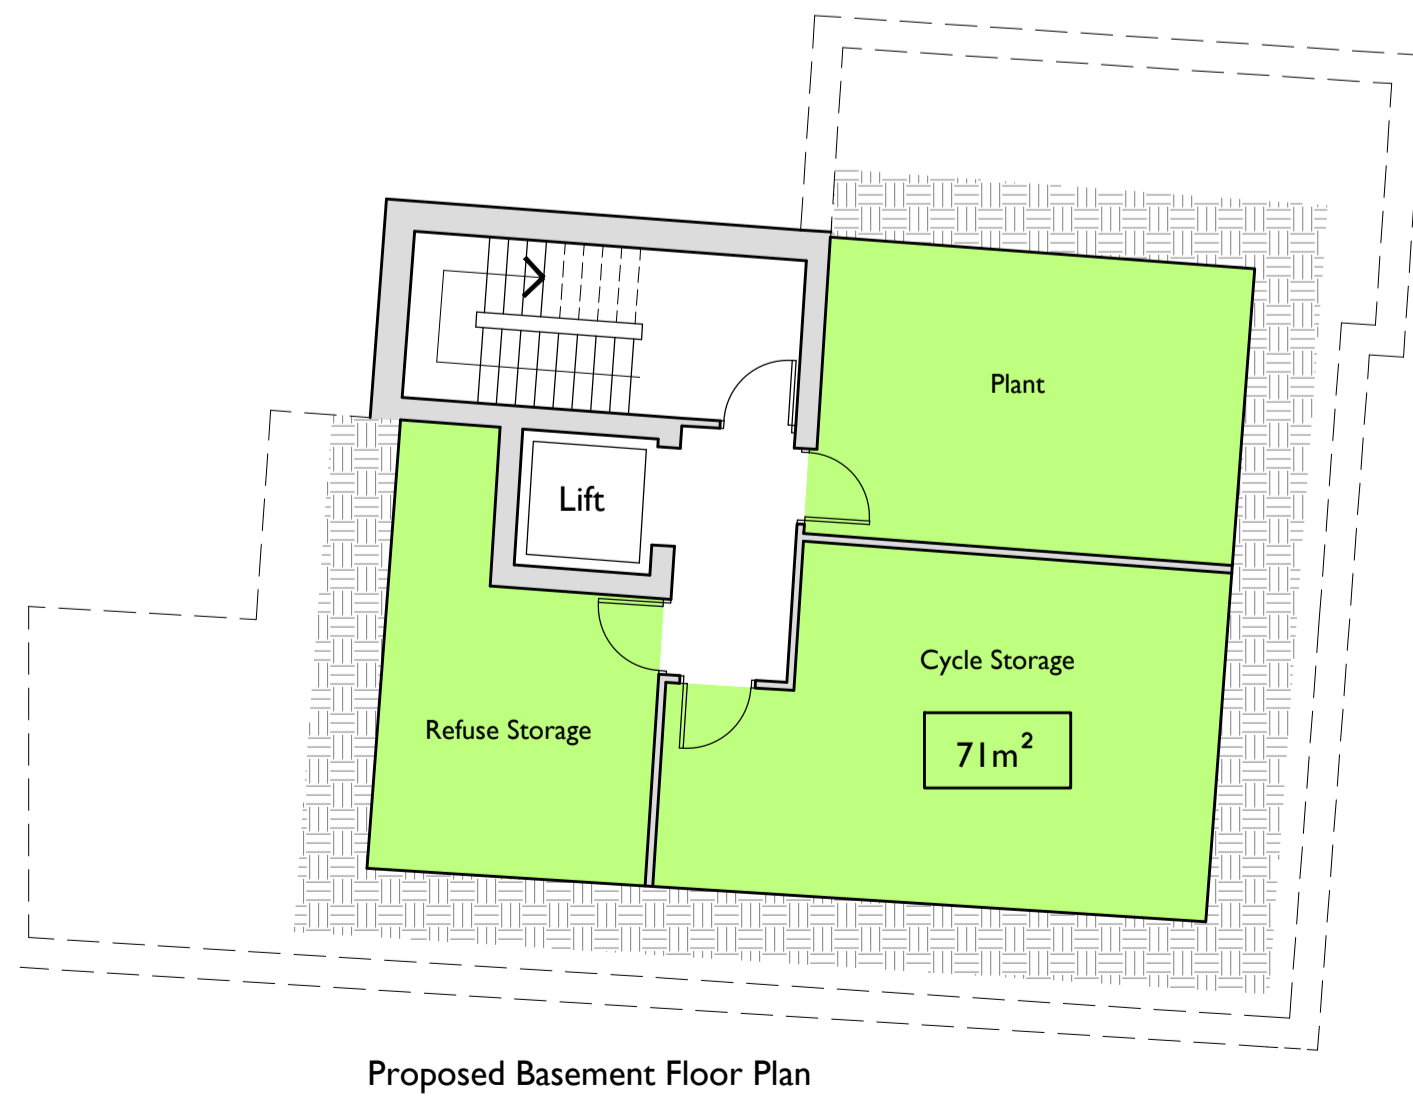 Plant
Lift
Cycle Storage
Refuse Storage
71m²
Proposed Basement Floor Plan